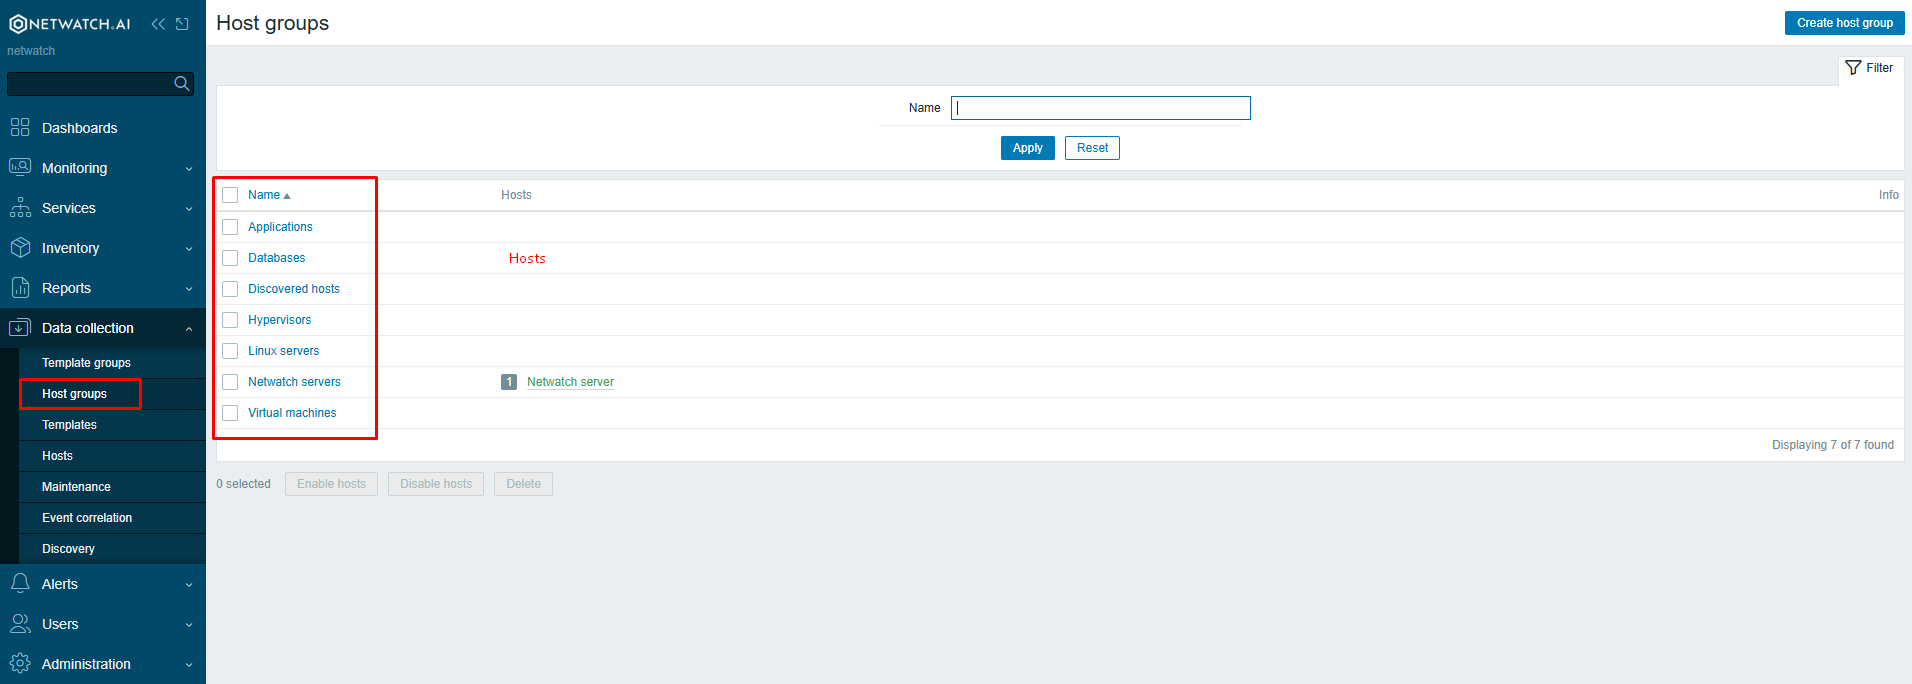 NETWATCH.AI
netwatch
Dashboards
Monitoring
Services
Inventory
Reports
Data collection
Template groups
Host groups
Templates
Hosts
Maintenance
Event correlation
Discovery
Alerts
Users
Administration
Host groups
Create host group
Filter
Name
Apply Reset
Name Hosts Info
Applications
Databases Hosts
Discovered hosts
Hypervisors
Linux servers
Netwatch servers 1 Netwatch server
Virtual machines
Displaying 7 of 7 found
0 selected Enable hosts Disable hosts Delete